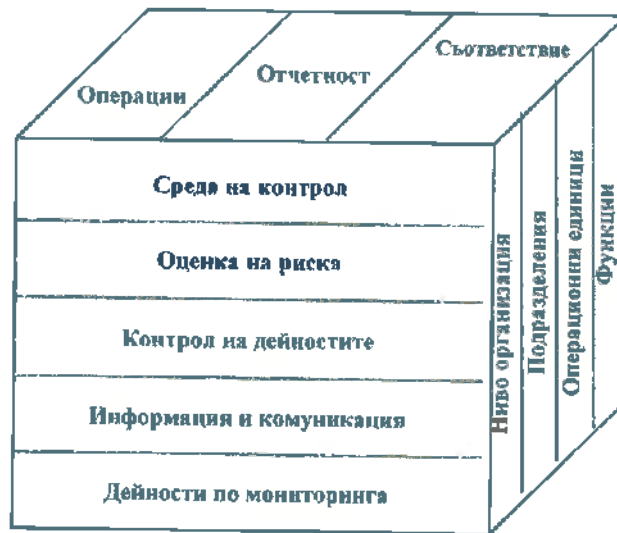 Операции
Отчетност
Съответствие
Среда на контрол
Оценка на риска
Контрол на дейностите
Информация и комуникация
Дейности по мониторинга
Ниво организация
Подразделения
Операционни единици
Функции